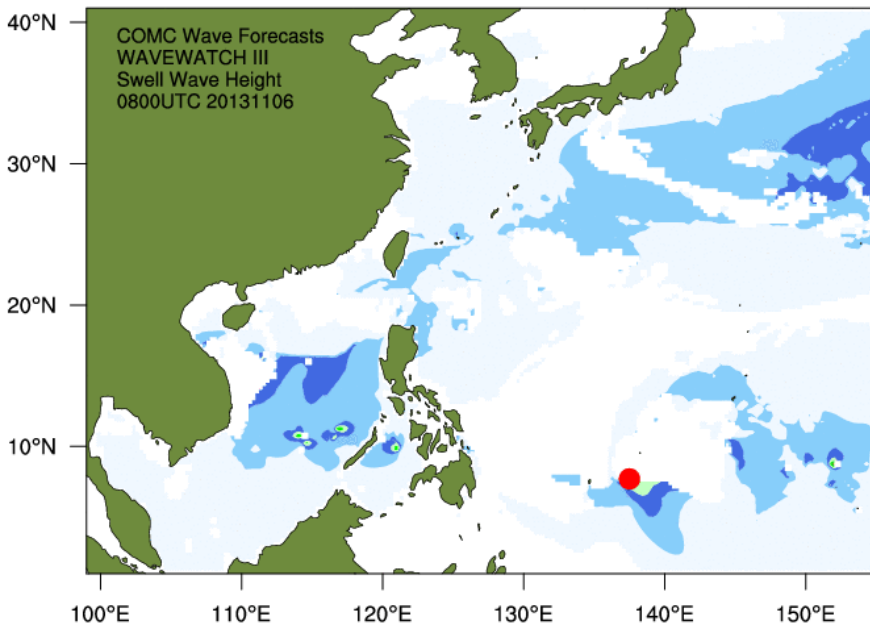 40°N
COMC Wave Forecasts
WAVEWATCH III
Swell Wave Height
0800UTC 20131106
30°N
20°N
10°N
100°E 110°E 120°E 130°E 140°E 150°E